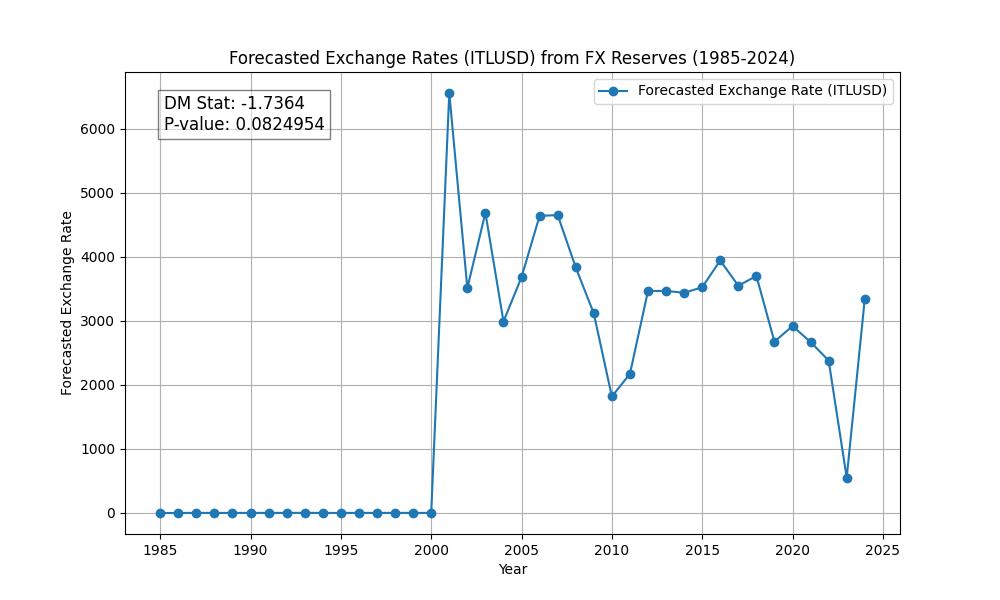 Forecasted Exchange Rates (ITLUSD) from FX Reserves (1985-2024)
DM Stat: -1.7364
P-value: 0.0824954
Forecasted Exchange Rate (ITLUSD)
Forecasted Exchange Rate
6000
5000
4000
3000
2000
1000
0
1985 1990 1995 2000 2005 2010 2015 2020 2025
Year